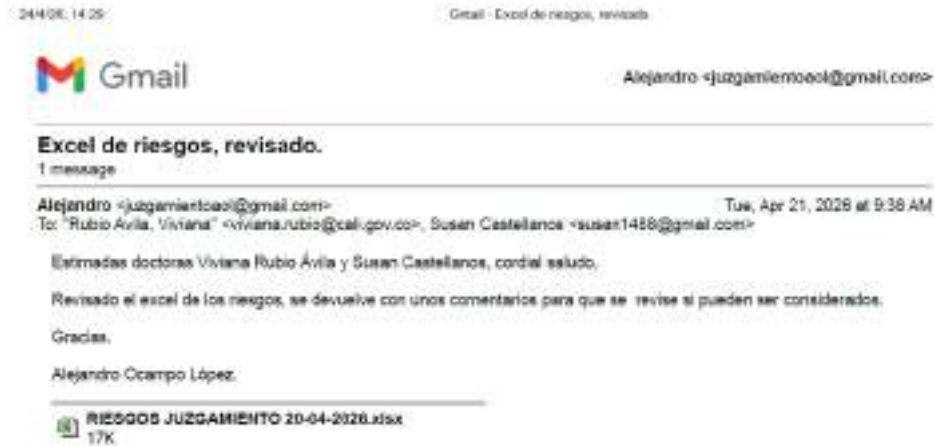 24/4/26, 14:29
Gmail - Excel de riesgos, revisado.
Gmail
Alejandro <juzgamientoaol@gmail.com>
Excel de riesgos, revisado.
1 message
Alejandro <juzgamientoaol@gmail.com>
Tue, Apr 21, 2026 at 9:38 AM
To: "Rubio Avila, Viviana" <viviana.rubio@cali.gov.co>, Susan Castellanos <susan1488@gmail.com>
Estimadas doctoras Viviana Rubio Ávila y Susan Castellanos, cordial saludo.
Revisado el excel de los riesgos, se devuelve con unos comentarios para que se revise si pueden ser considerados.
Gracias.
Alejandro Ocampo López.
RIESGOS JUZGAMIENTO 20-04-2026.xlsx
17K